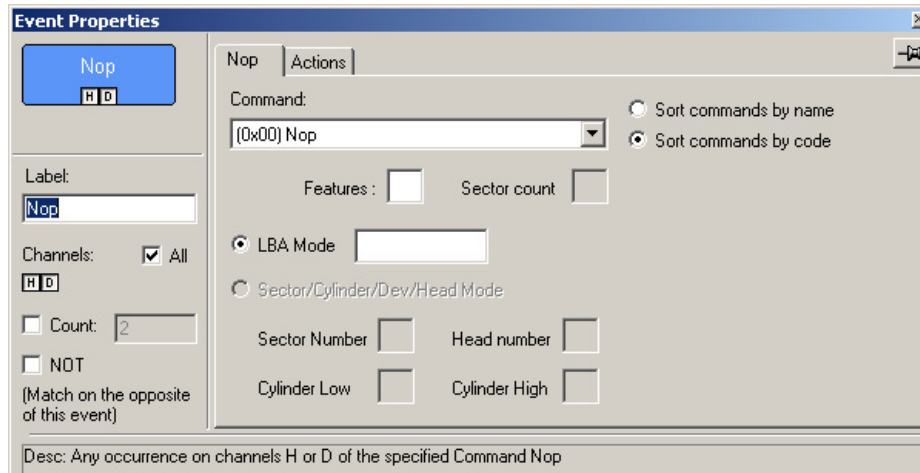 Event Properties
Nop
H D
Label:
Nop
Channels: All
H D
Count: 2
NOT
(Match on the opposite
of this event)
Nop Actions
Command:
(0x00) Nop
Sort commands by name
Sort commands by code
Features : Sector count
LBA Mode
Sector/Cylinder/Dev/Head Mode
Sector Number Head number
Cylinder Low Cylinder High
Desc: Any occurrence on channels H or D of the specified Command Nop